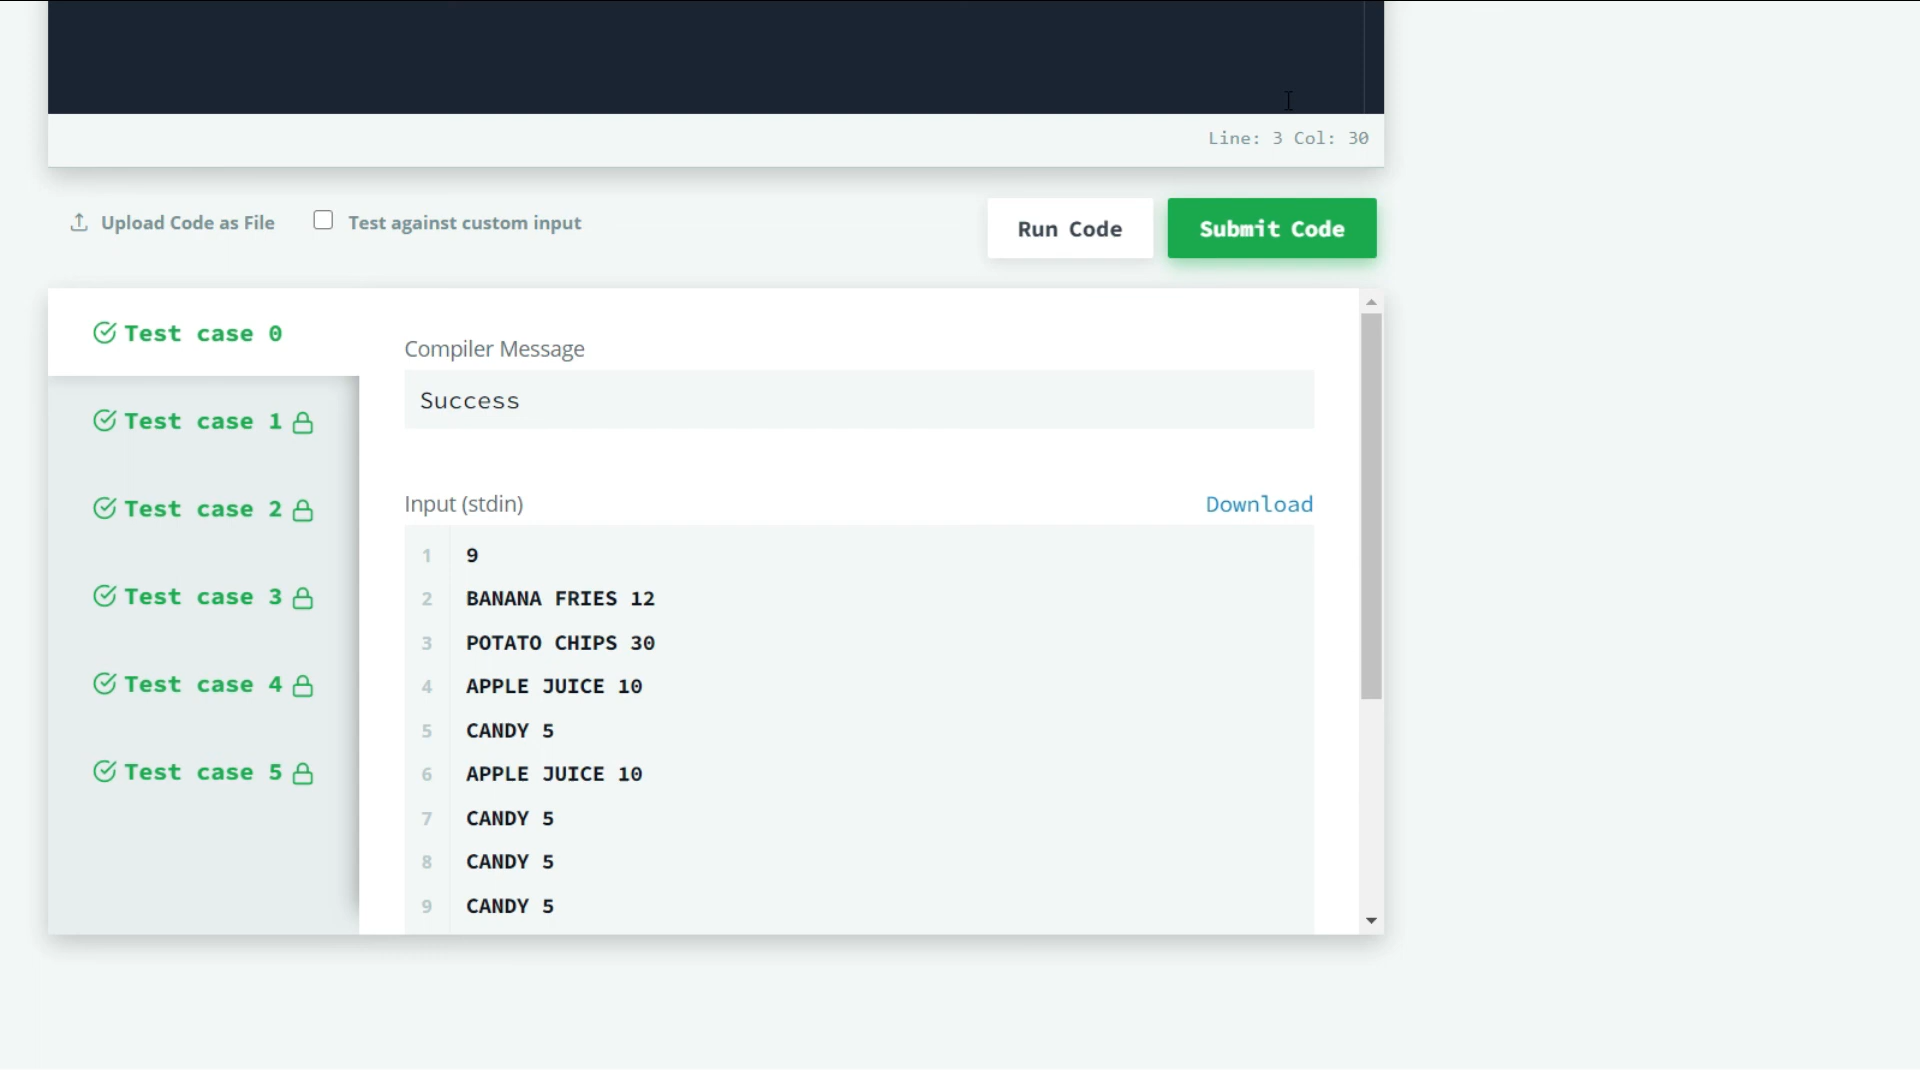 Line: 3 Col: 30
Upload Code as File
Test against custom input
Run Code
Submit Code
Test case 0
Test case 1
Test case 2
Test case 3
Test case 4
Test case 5
Compiler Message
Success
Input (stdin)
Download
1 9
2 BANANA FRIES 12
3 POTATO CHIPS 30
4 APPLE JUICE 10
5 CANDY 5
6 APPLE JUICE 10
7 CANDY 5
8 CANDY 5
9 CANDY 5